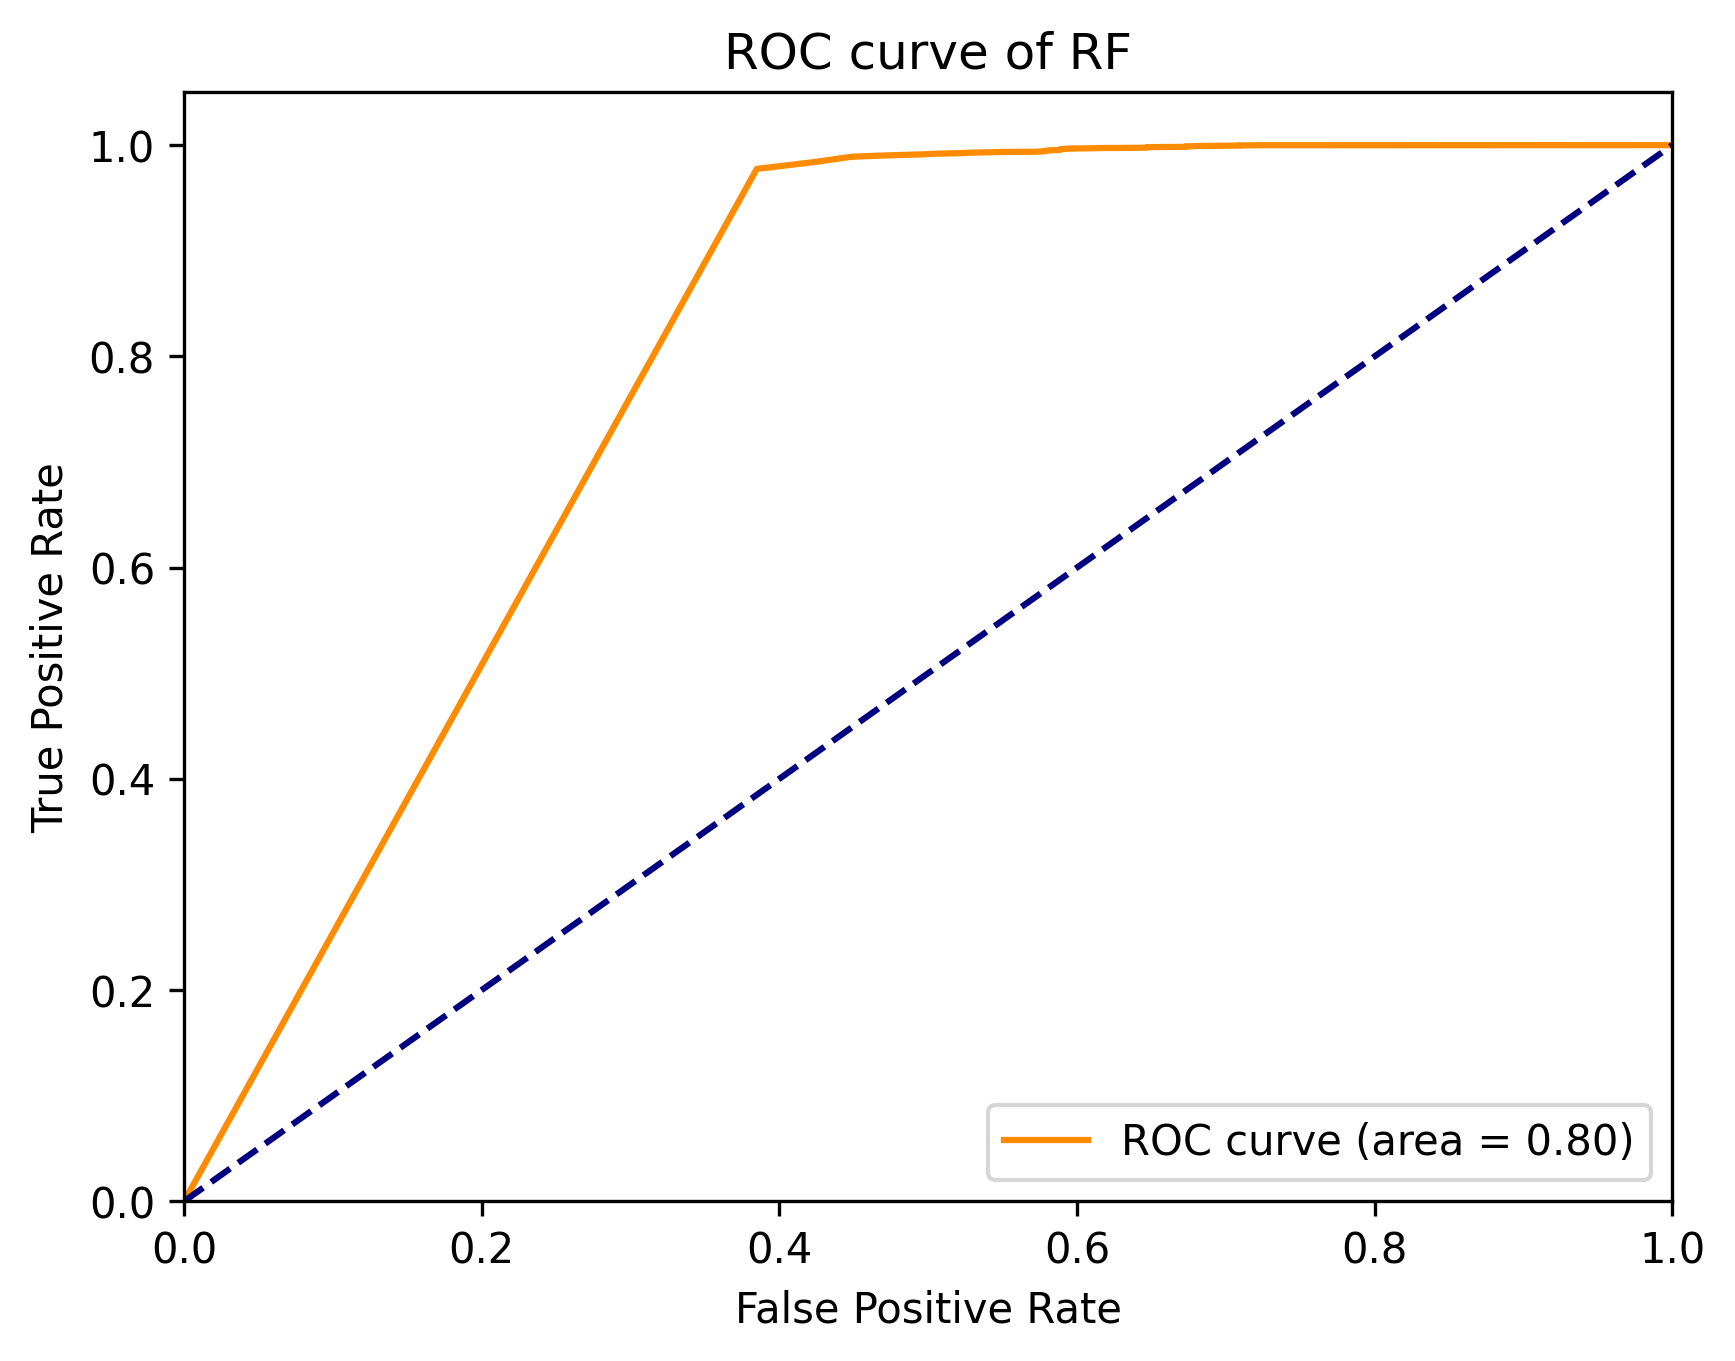 ROC curve of RF
1.0
0.8
0.6
0.4
0.2
0.0
True Positive Rate
ROC curve (area = 0.80)
0.0 0.2 0.4 0.6 0.8 1.0
False Positive Rate